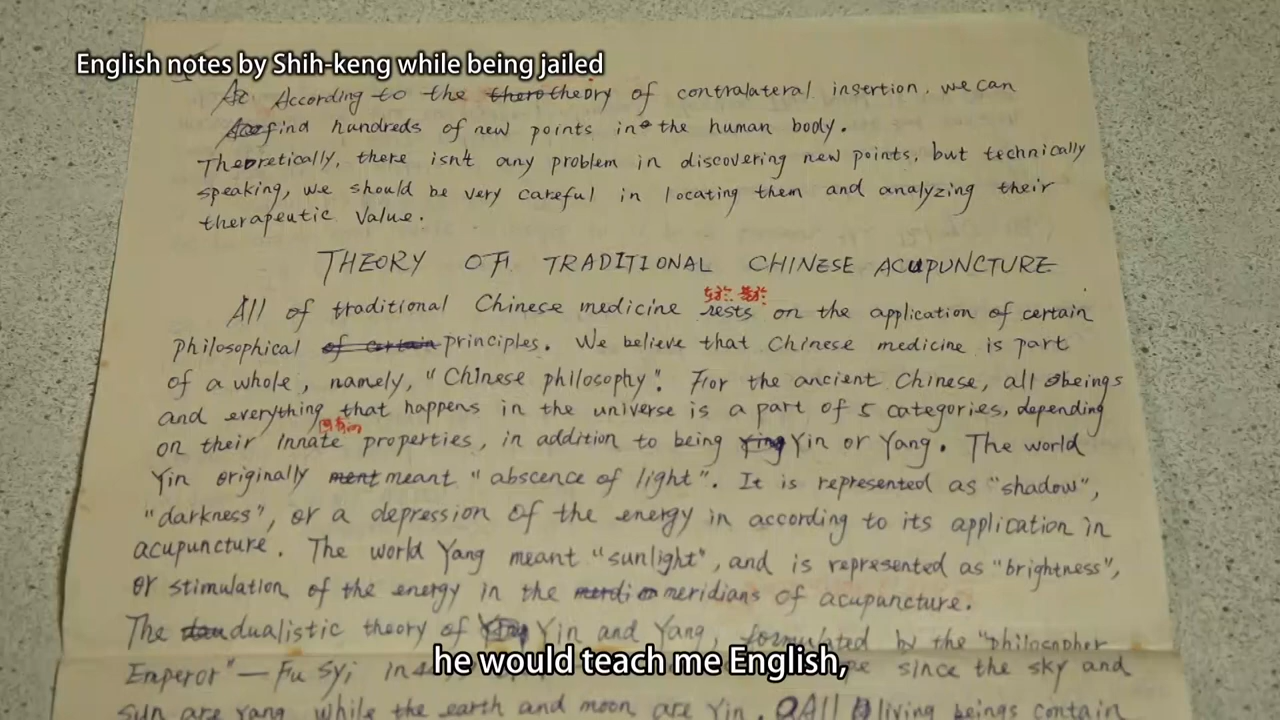 English notes by Shih-keng while being jailed
According to the theory of contralateral insertion, we can
find hundreds of new points in the human body.
Theoretically, there isn't any problem in discovering new points, but technically
speaking, we should be very careful in locating them and analyzing their
therapeutic value.
THEORY OF TRADITIONAL CHINESE ACUPUNCTURE
All of traditional Chinese medicine rests on the application of certain
philosophical of certain principles. We believe that Chinese medicine is part
of a whole, namely, "Chinese philosophy". For the ancient Chinese, all beings
and everything that happens in the universe is a part of 5 categories, depending
固有的
on their innate properties, in addition to being Ying Yin or Yang. The world
Yin originally ment meant "abscence of light". It is represented as "shadow",
"darkness", or a depression of the energy in according to its application in
acupuncture. The world Yang meant "sunlight", and is represented as "brightness",
or stimulation of the energy in the meridians of acupuncture.
The dualistic theory of Yin and Yang, formulated by the "philosopher
Emperor" — Fu Sy; in since the sky and
he would teach me English,
sun are Yang while the earth and moon are Yin. All living beings contain